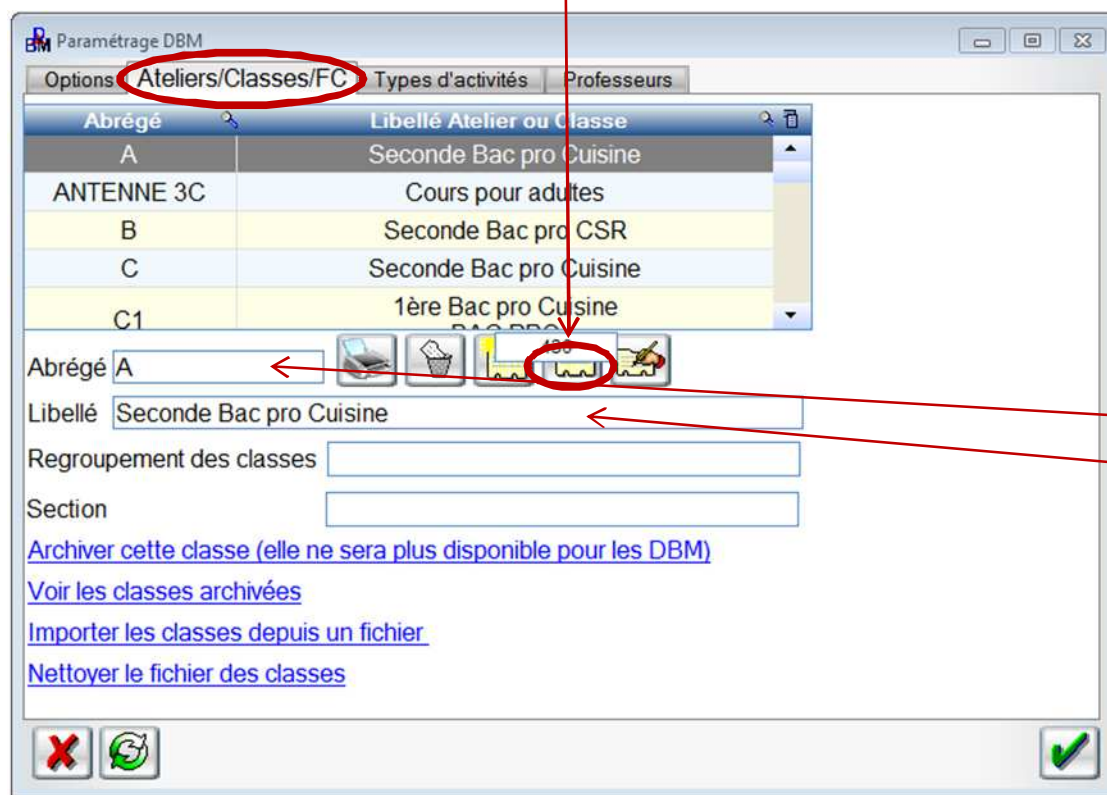 DBM Paramétrage DBM
Options Ateliers/Classes/FC Types d'activités Professeurs
Abrégé Libellé Atelier ou Classe
A Seconde Bac pro Cuisine
ANTENNE 3C Cours pour adultes
B Seconde Bac pro CSR
C Seconde Bac pro Cuisine
C1 1ère Bac pro Cuisine
BAC PRO
Abrégé A
Libellé Seconde Bac pro Cuisine
Regroupement des classes
Section
Archiver cette classe (elle ne sera plus disponible pour les DBM)
Voir les classes archivées
Importer les classes depuis un fichier
Nettoyer le fichier des classes